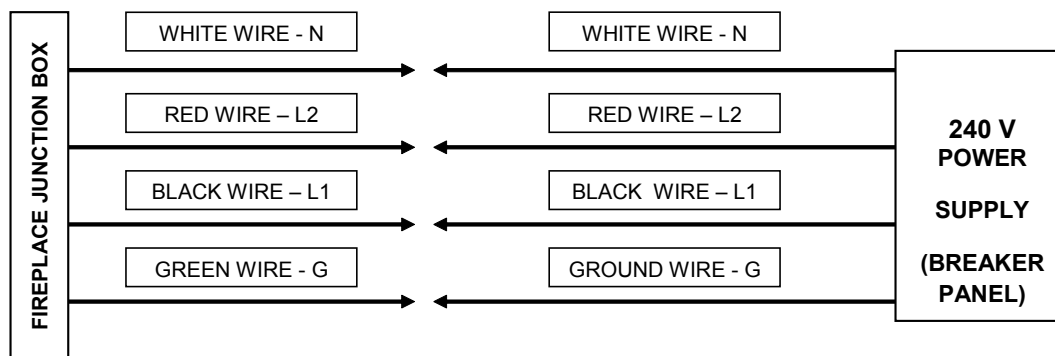 FIREPLACE JUNCTION BOX
WHITE WIRE - N
WHITE WIRE - N
RED WIRE – L2
RED WIRE – L2
BLACK WIRE – L1
BLACK WIRE – L1
GREEN WIRE - G
GROUND WIRE - G
240 V
POWER
SUPPLY
(BREAKER
PANEL)